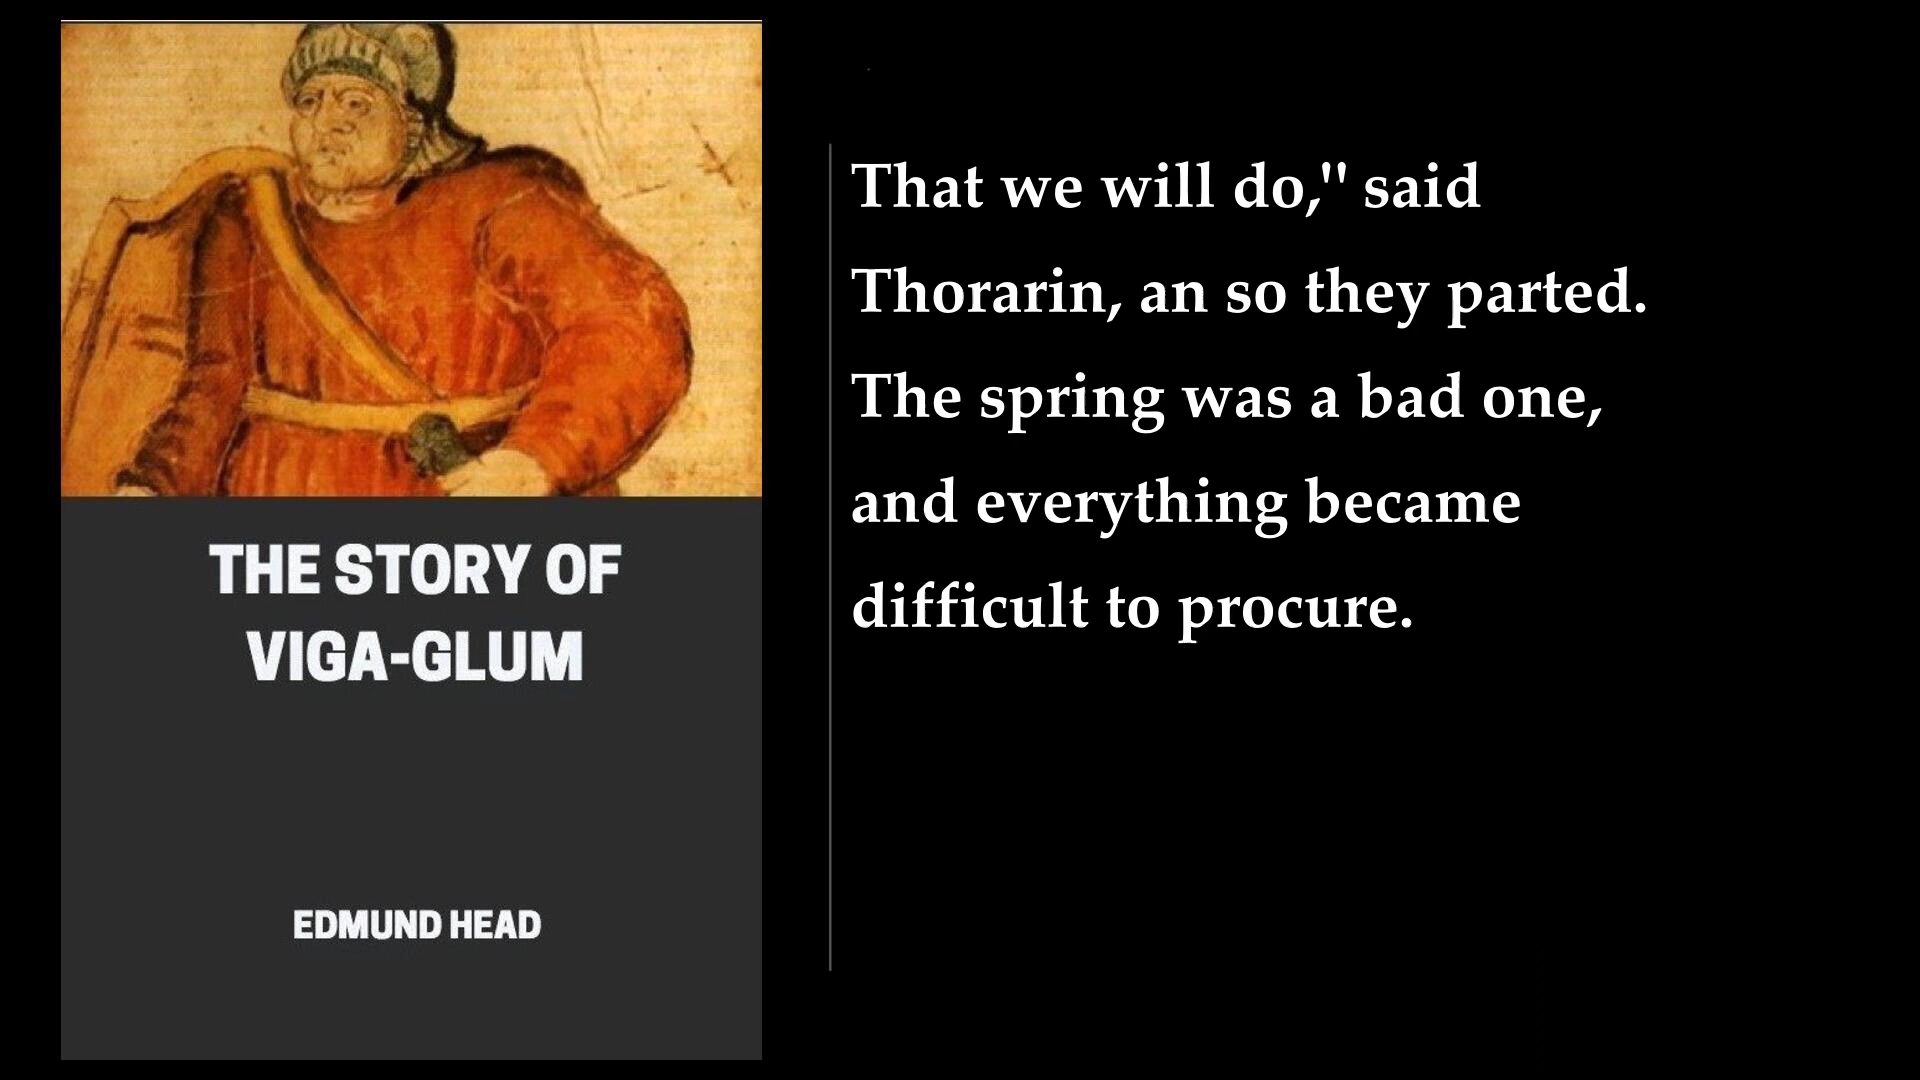 THE STORY OF
VIGA-GLUM
EDMUND HEAD
That we will do," said
Thorarin, an so they parted.
The spring was a bad one,
and everything became
difficult to procure.